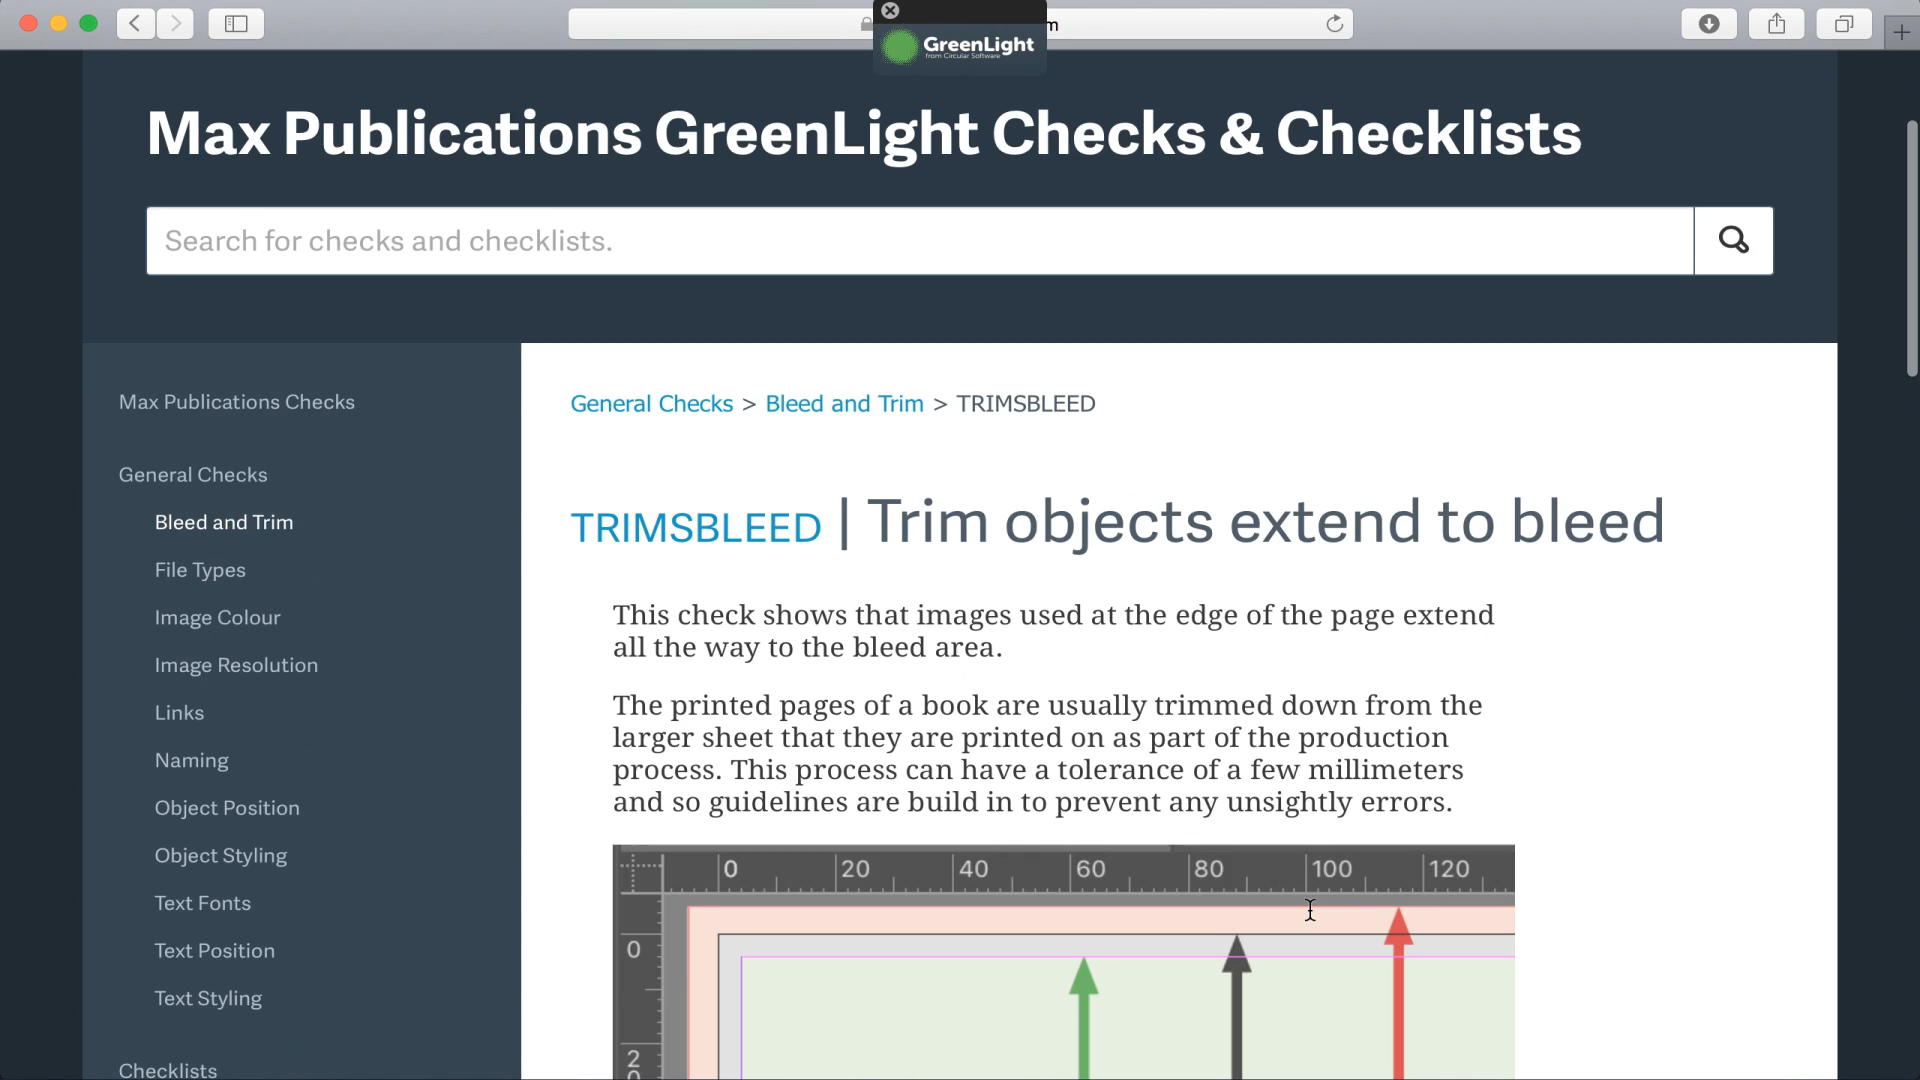 m
GreenLight
from Circular Software
Max Publications GreenLight Checks & Checklists
Search for checks and checklists.
Max Publications Checks
General Checks
Bleed and Trim
File Types
Image Colour
Image Resolution
Links
Naming
Object Position
Object Styling
Text Fonts
Text Position
Text Styling
Checklists
General Checks > Bleed and Trim > TRIMSBLEED
TRIMSBLEED | Trim objects extend to bleed
This check shows that images used at the edge of the page extend
all the way to the bleed area.
The printed pages of a book are usually trimmed down from the
larger sheet that they are printed on as part of the production
process. This process can have a tolerance of a few millimeters
and so guidelines are build in to prevent any unsightly errors.
0 20 40 60 80 100 120
0
2
0